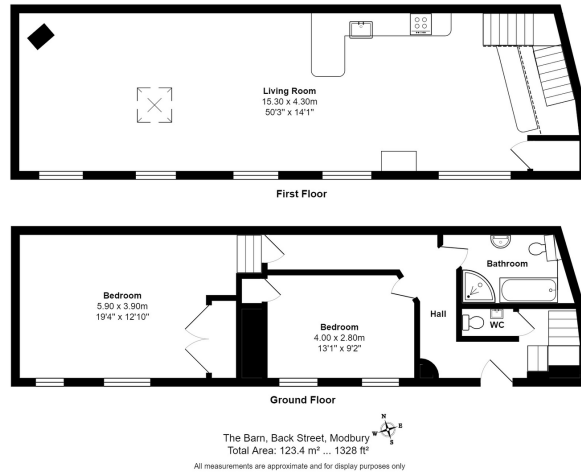 Living Room
15.30 x 4.30m
50'3" x 14'1"
First Floor
Bedroom
5.90 x 3.90m
19'4" x 12'10"
Bathroom
Hall
WC
Bedroom
4.00 x 2.80m
13'1" x 9'2"
Ground Floor
N
W E
S
The Barn, Back Street, Modbury
Total Area: 123.4 m² ... 1328 ft²
All measurements are approximate and for display purposes only